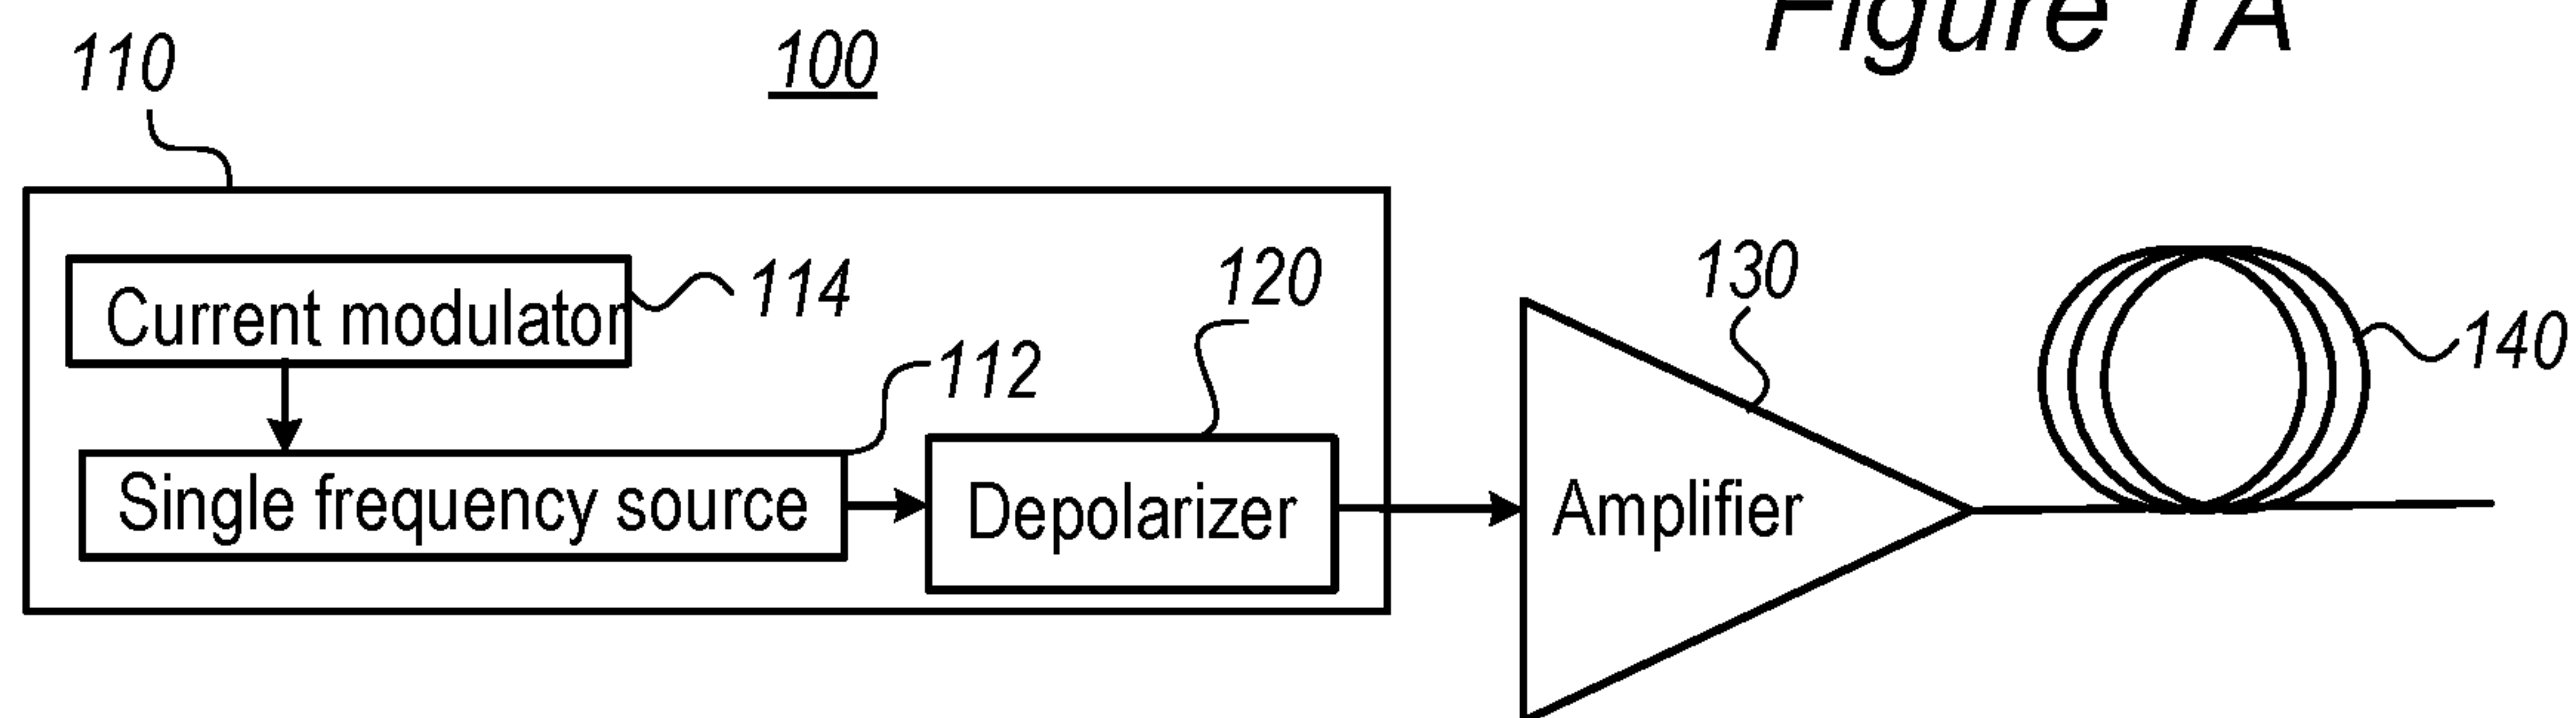 Figure 1A
110
100
Current modulator
114
120
130
112
140
Single frequency source
Depolarizer
Amplifier